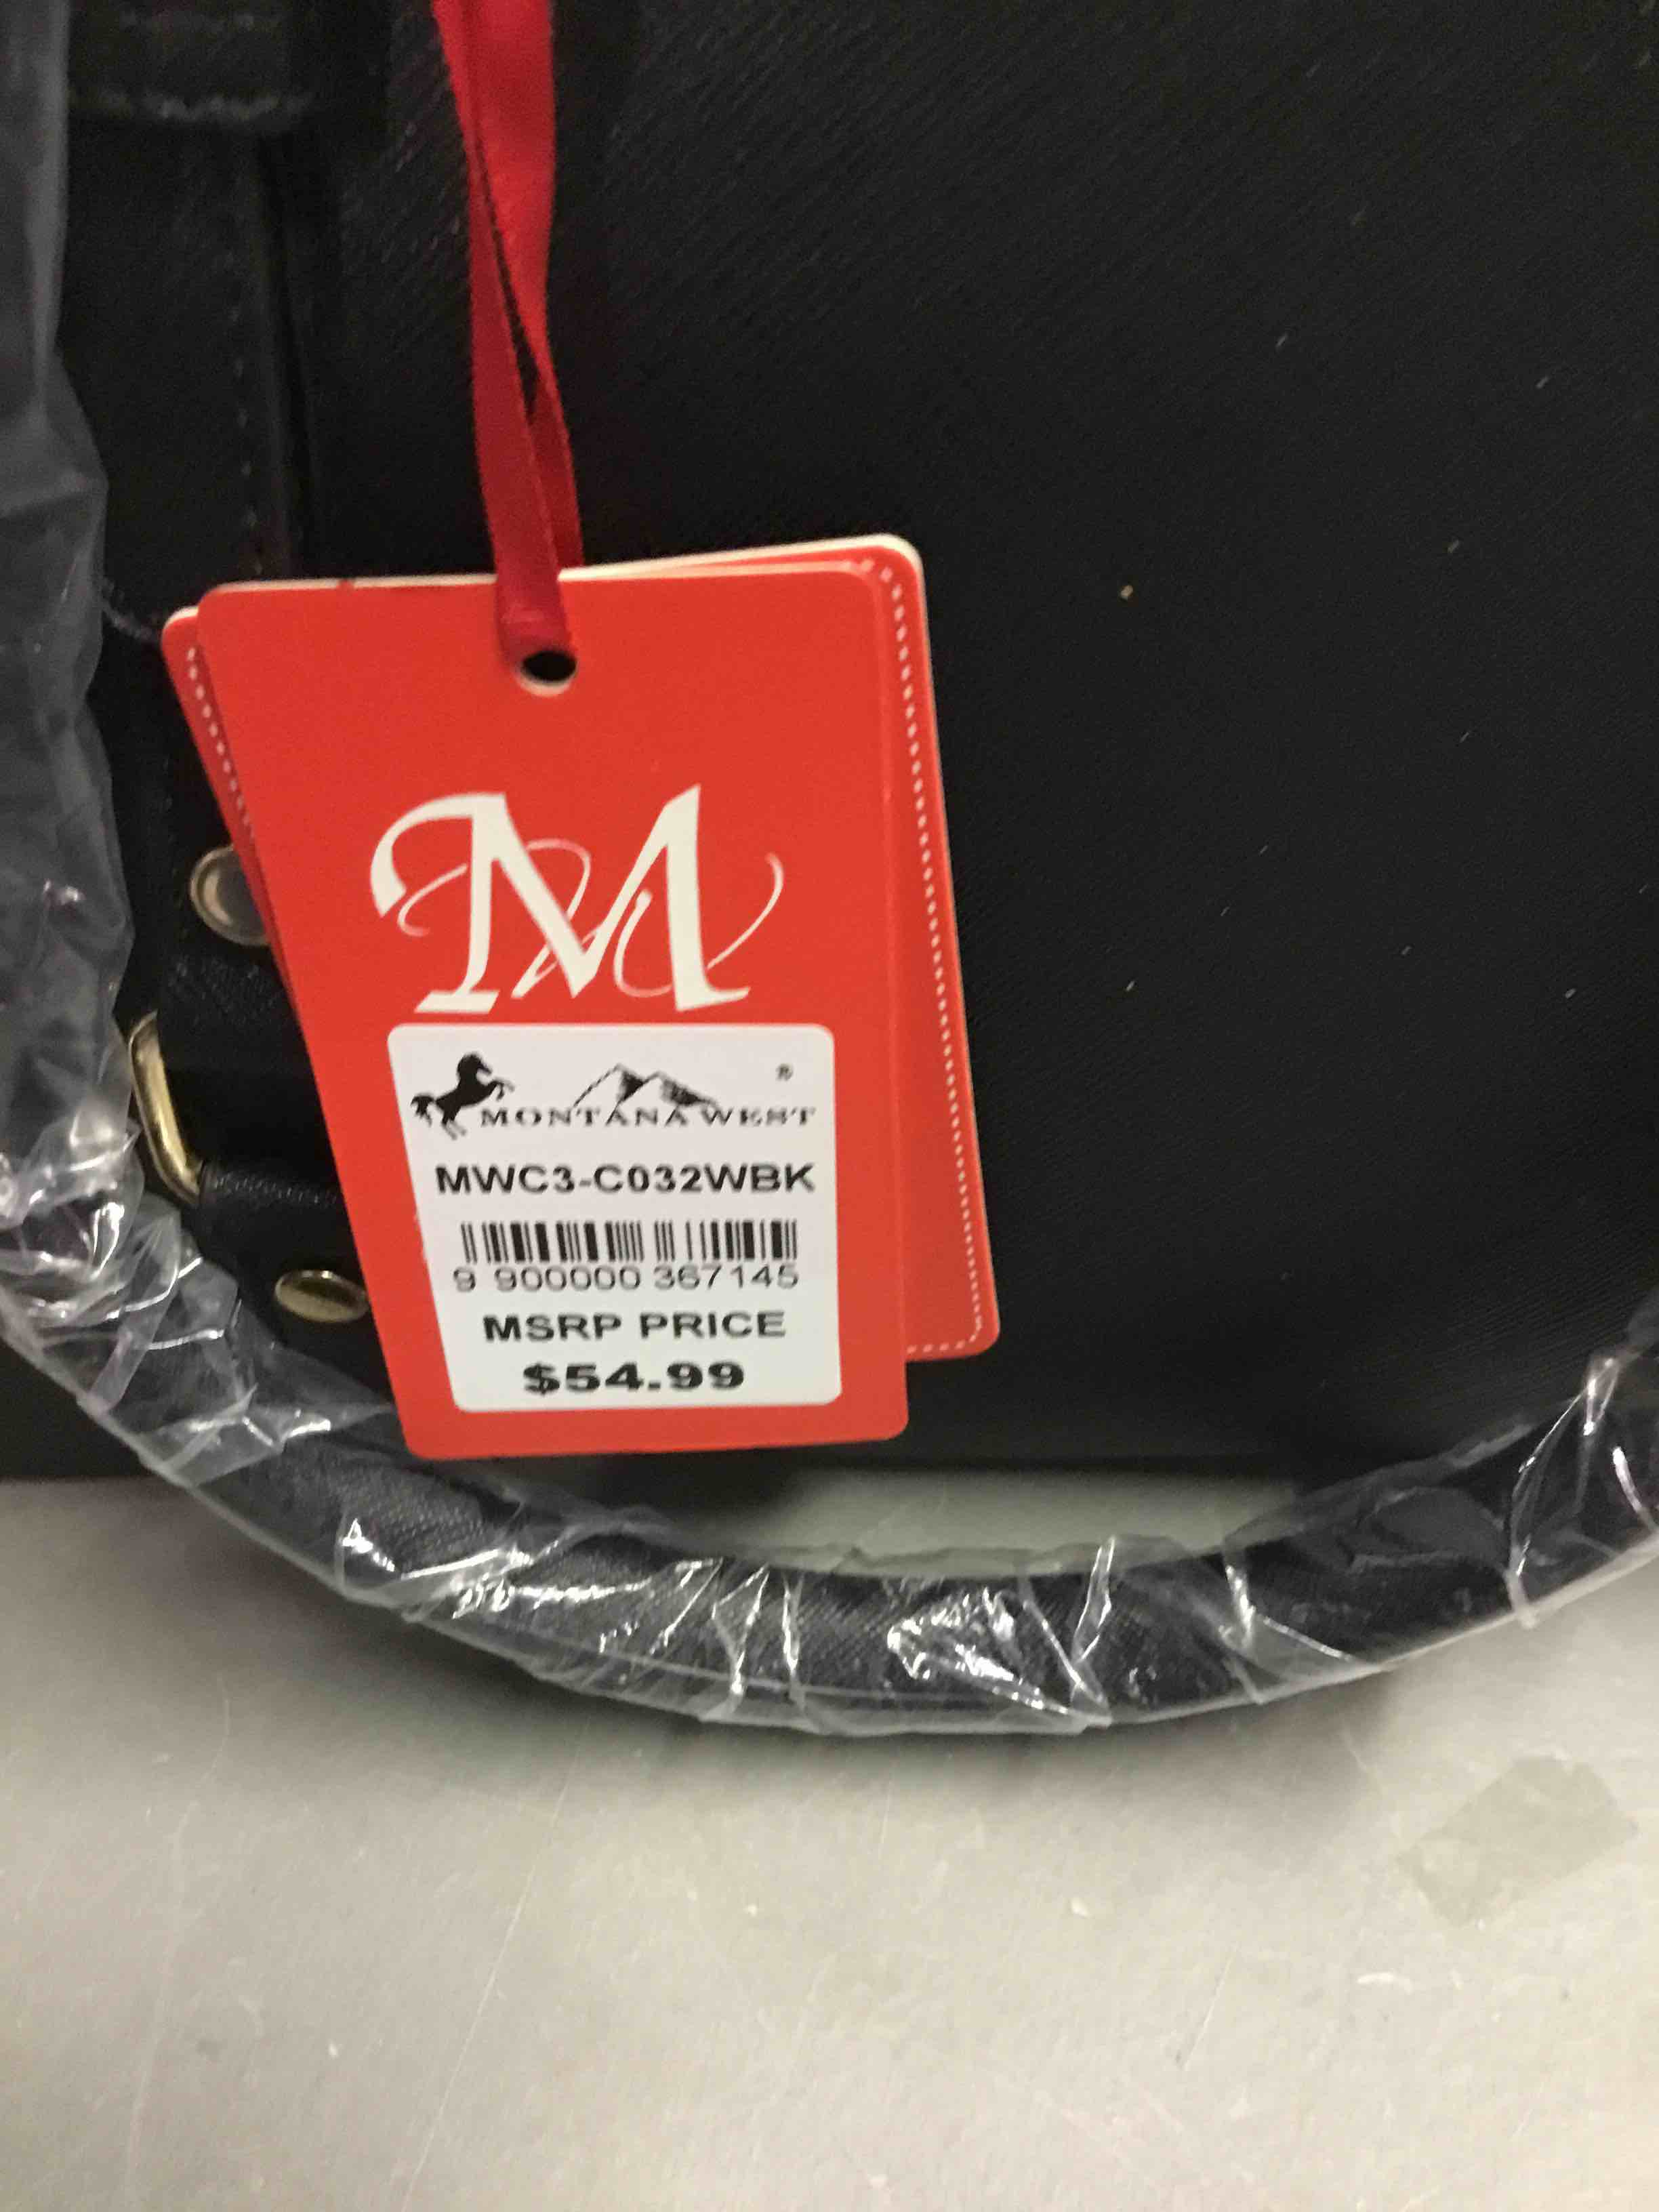 M
MONTANA WEST ®
MWC3-C032WBK
9 900000 367145
MSRP PRICE
$54.99